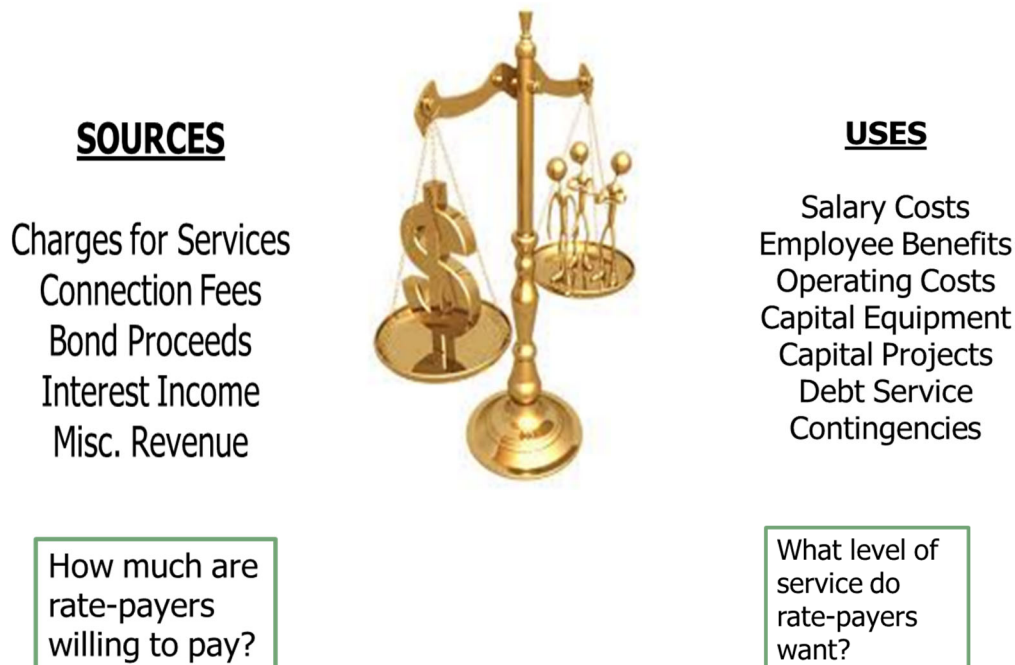 SOURCES
Charges for Services
Connection Fees
Bond Proceeds
Interest Income
Misc. Revenue
How much are
rate-payers
willing to pay?
USES
Salary Costs
Employee Benefits
Operating Costs
Capital Equipment
Capital Projects
Debt Service
Contingencies
What level of
service do
rate-payers
want?